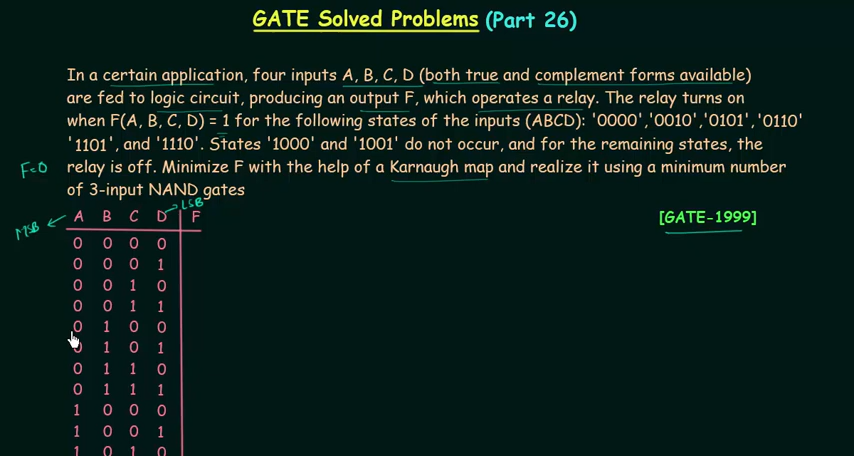 GATE Solved Problems (Part 26)
In a certain application, four inputs A, B, C, D (both true and complement forms available)
are fed to logic circuit, producing an output F, which operates a relay. The relay turns on
when F(A, B, C, D) = 1 for the following states of the inputs (ABCD): '0000','0010','0101','0110'
'1101', and '1110'. States '1000' and '1001' do not occur, and for the remaining states, the
F=0 relay is off. Minimize F with the help of a Karnaugh map and realize it using a minimum number
of 3-input NAND gates
LSB
MSB A B C D F [GATE-1999]
0 0 0 0
0 0 0 1
0 0 1 0
0 0 1 1
0 1 0 0
0 1 0 1
0 1 1 0
0 1 1 1
1 0 0 0
1 0 0 1
1 0 1 0